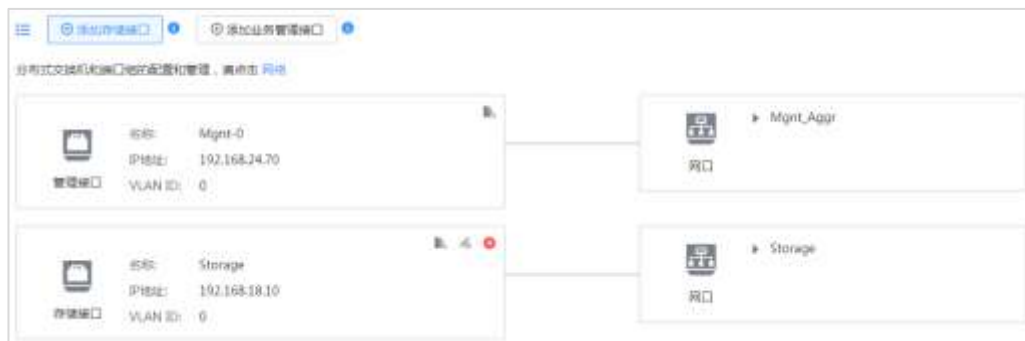 添加存储接口 添加业务管理接口
分布式交换机和端口组的配置和管理，请点击 网络
名称: Mgnt-0
IP地址: 192.168.24.70
管理接口 VLAN ID: 0
Mgnt_Aggr
网口
名称: Storage
IP地址: 192.168.18.10
存储接口 VLAN ID: 0
Storage
网口